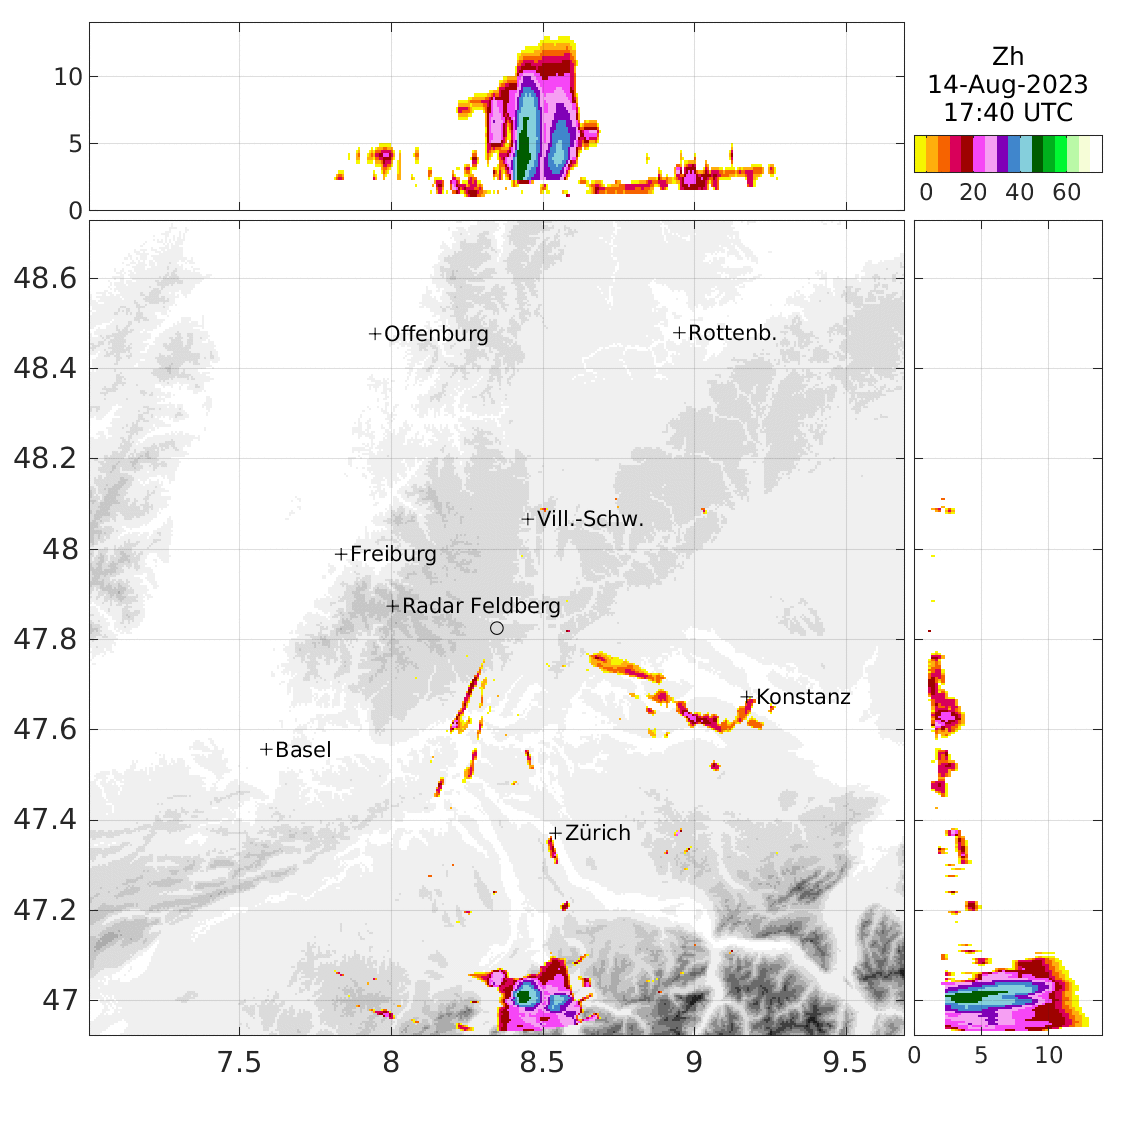 10
5
0
Zh
14-Aug-2023
17:40 UTC
0 20 40 60
48.6
48.4
48.2
48
47.8
47.6
47.4
47.2
47
Offenburg
Rottenb.
Vill.-Schw.
Freiburg
Radar Feldberg
Konstanz
Basel
Zürich
7.5 8 8.5 9 9.5
0 5 10